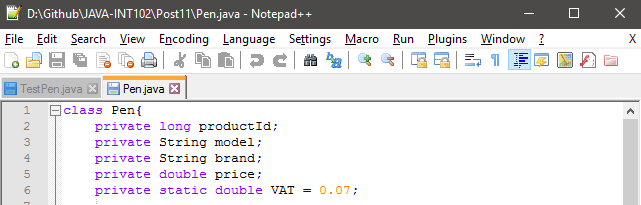 D:\Github\JAVA-INT102\Post11\Pen.java - Notepad++
File Edit Search View Encoding Language Settings Macro Run Plugins Window ? X
TestPen.java Pen.java
1 class Pen{
2 private long productId;
3 private String model;
4 private String brand;
5 private double price;
6 private static double VAT = 0.07;